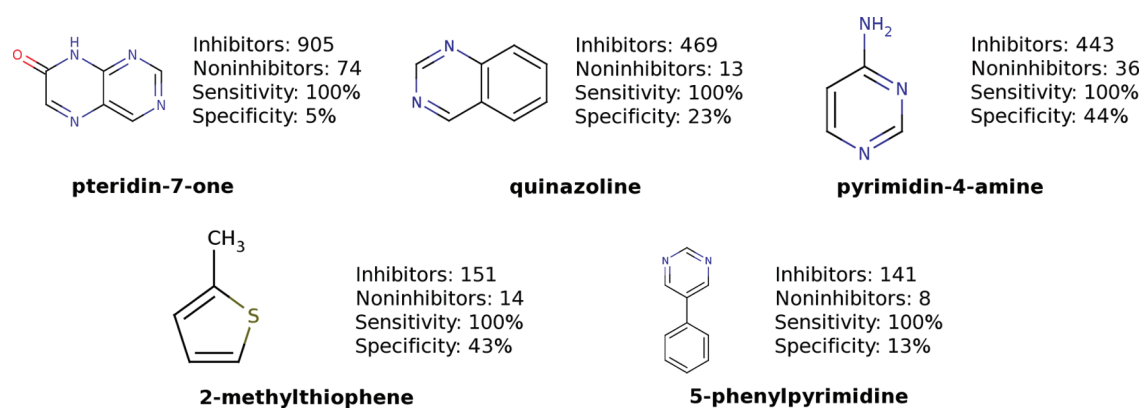 O
H
N
N
N
N
Inhibitors: 905
Noninhibitors: 74
Sensitivity: 100%
Specificity: 5%
pteridin-7-one
N
N
Inhibitors: 469
Noninhibitors: 13
Sensitivity: 100%
Specificity: 23%
quinazoline
NH2
N
N
Inhibitors: 443
Noninhibitors: 36
Sensitivity: 100%
Specificity: 44%
pyrimidin-4-amine
CH3
S
Inhibitors: 151
Noninhibitors: 14
Sensitivity: 100%
Specificity: 43%
2-methylthiophene
N
N
Inhibitors: 141
Noninhibitors: 8
Sensitivity: 100%
Specificity: 13%
5-phenylpyrimidine